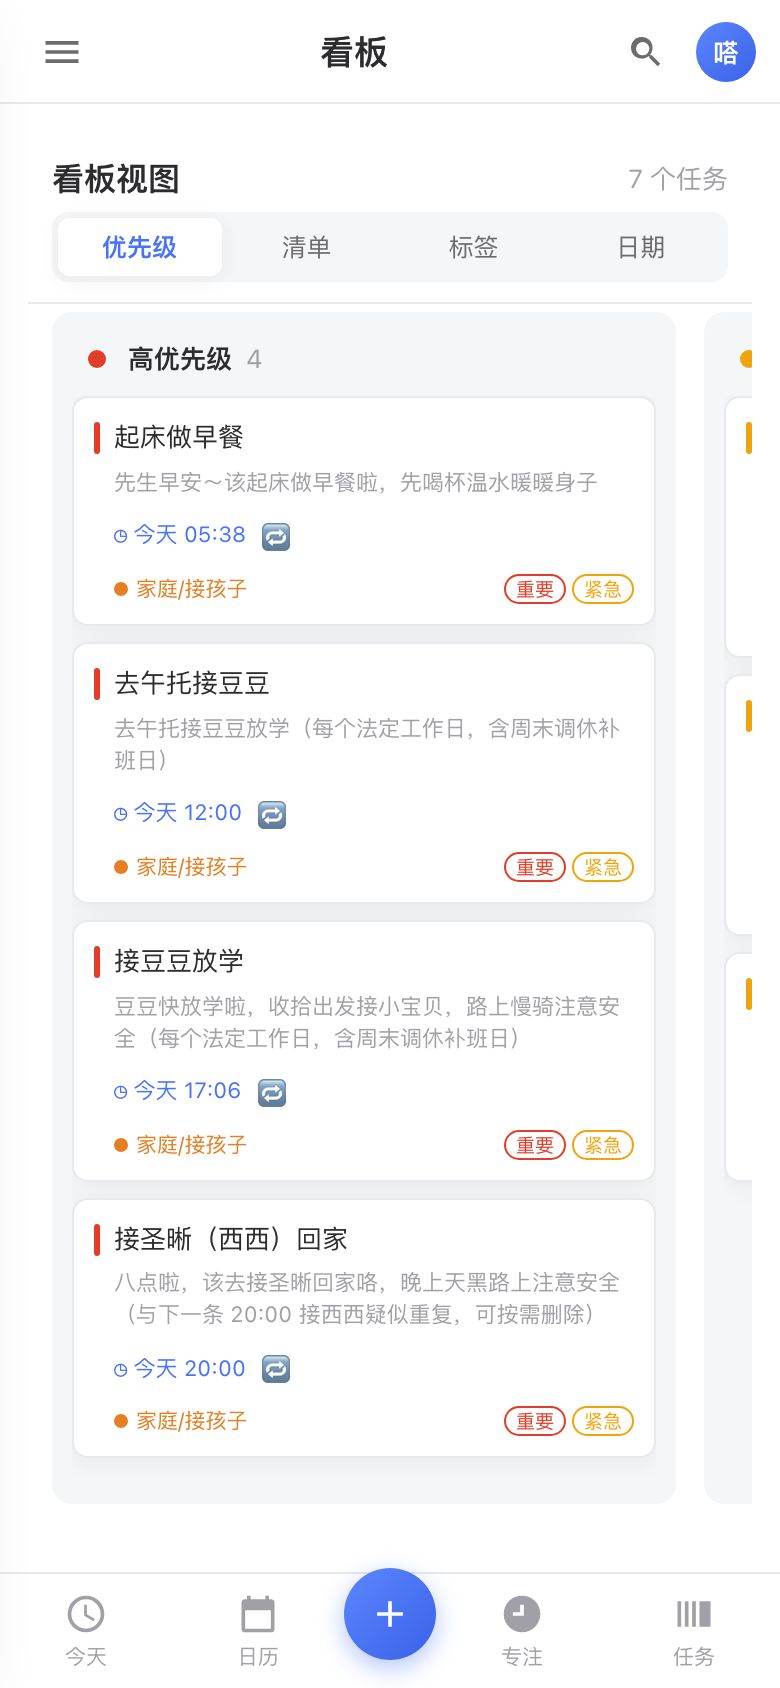 看板
嗒
看板视图
7 个任务
优先级
清单
标签
日期
高优先级 4
起床做早餐
先生早安～该起床做早餐啦，先喝杯温水暖暖身子
今天 05:38
家庭/接孩子
重要
紧急
去午托接豆豆
去午托接豆豆放学（每个法定工作日，含周末调休补
班日）
今天 12:00
家庭/接孩子
重要
紧急
接豆豆放学
豆豆快放学啦，收拾出发接小宝贝，路上慢骑注意安
全（每个法定工作日，含周末调休补班日）
今天 17:06
家庭/接孩子
重要
紧急
接圣晰（西西）回家
八点啦，该去接圣晰回家咯，晚上天黑路上注意安全
（与下一条 20:00 接西西疑似重复，可按需删除）
今天 20:00
家庭/接孩子
重要
紧急
今天
日历
专注
任务